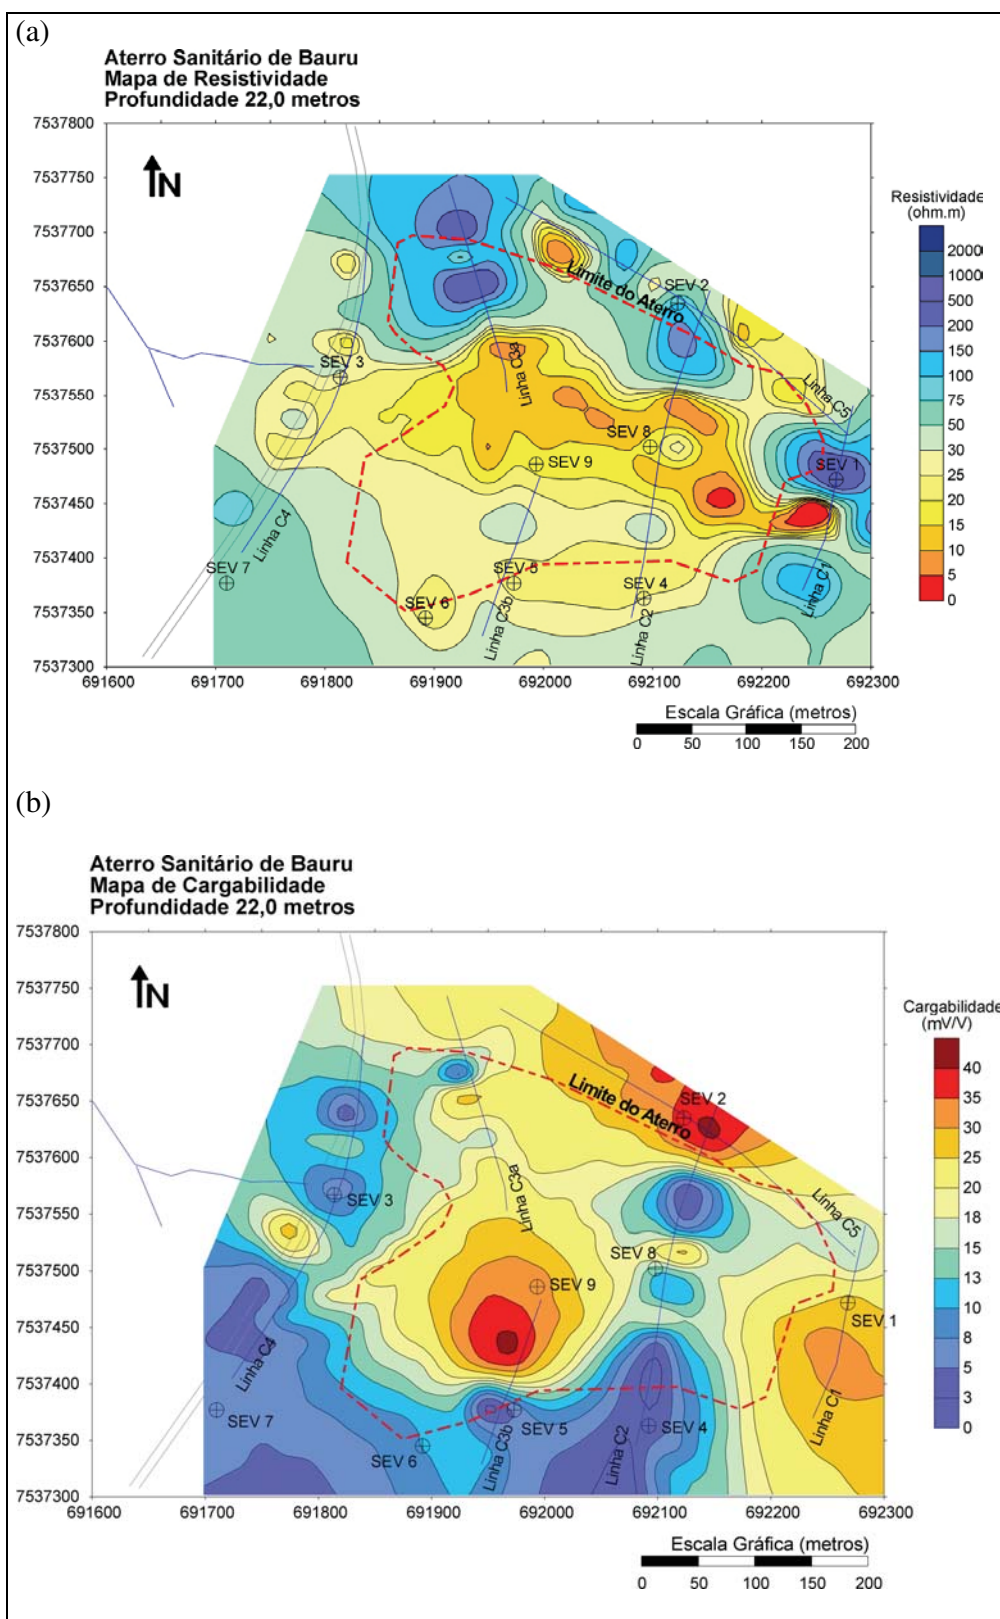 (a)
Aterro Sanitário de Bauru
Mapa de Resistividade
Profundidade 22,0 metros
7537800
7537750
7537700
7537650
7537600
7537550
7537500
7537450
7537400
7537350
7537300
N
Limite do Aterro
SEV 2
SEV 3
Linha C3a
Linha C5
SEV 8
SEV 9
SEV 1
Linha C4
SEV 7
SEV 5
SEV 4
SEV 6
Linha C3b
Linha C2
Linha C1
691600 691700 691800 691900 692000 692100 692200 692300
Resistividade
(ohm.m)
2000
1000
500
200
150
100
75
50
30
25
20
15
10
5
0
Escala Gráfica (metros)
0 50 100 150 200
(b)
Aterro Sanitário de Bauru
Mapa de Cargabilidade
Profundidade 22,0 metros
7537800
7537750
7537700
7537650
7537600
7537550
7537500
7537450
7537400
7537350
7537300
N
Limite do Aterro
SEV 2
SEV 3
Linha C3a
Linha C5
SEV 8
SEV 9
SEV 1
Linha C4
SEV 7
SEV 5
SEV 4
SEV 6
Linha C3b
Linha C2
Linha C1
691600 691700 691800 691900 692000 692100 692200 692300
Cargabilidade
(mV/V)
40
35
30
25
20
18
15
13
10
8
5
3
0
Escala Gráfica (metros)
0 50 100 150 200